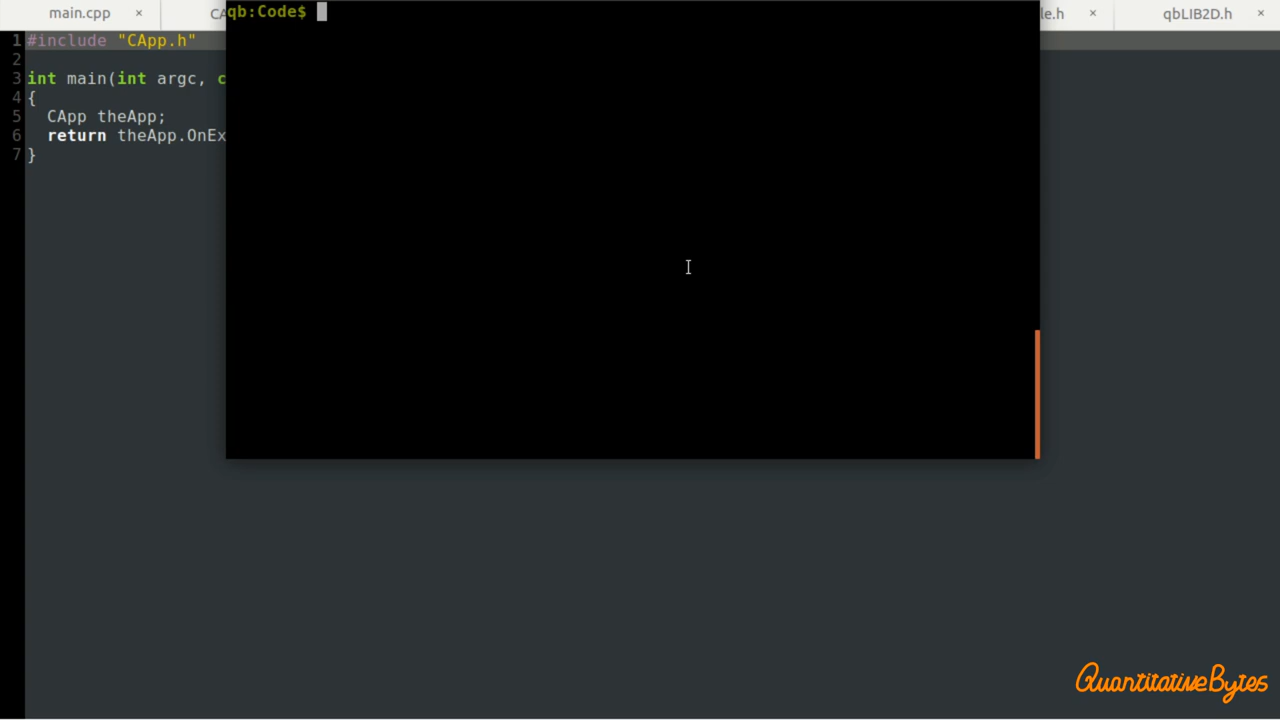 main.cpp × CA le.h × qbLIB2D.h ×
qb:Code$
1 #include "CApp.h"
2
3 int main(int argc, c
4 {
5 CApp theApp;
6 return theApp.OnEx
7 }
QuantitativeBytes